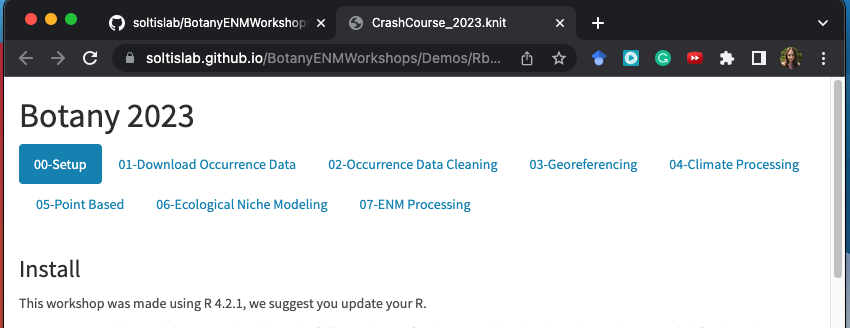 soltislab/BotanyENMWorkshop
CrashCourse_2023.knit
soltislab.github.io/BotanyENMWorkshops/Demos/Rb...
Botany 2023
00-Setup 01-Download Occurrence Data 02-Occurrence Data Cleaning 03-Georeferencing 04-Climate Processing
05-Point Based 06-Ecological Niche Modeling 07-ENM Processing
Install
This workshop was made using R 4.2.1, we suggest you update your R.